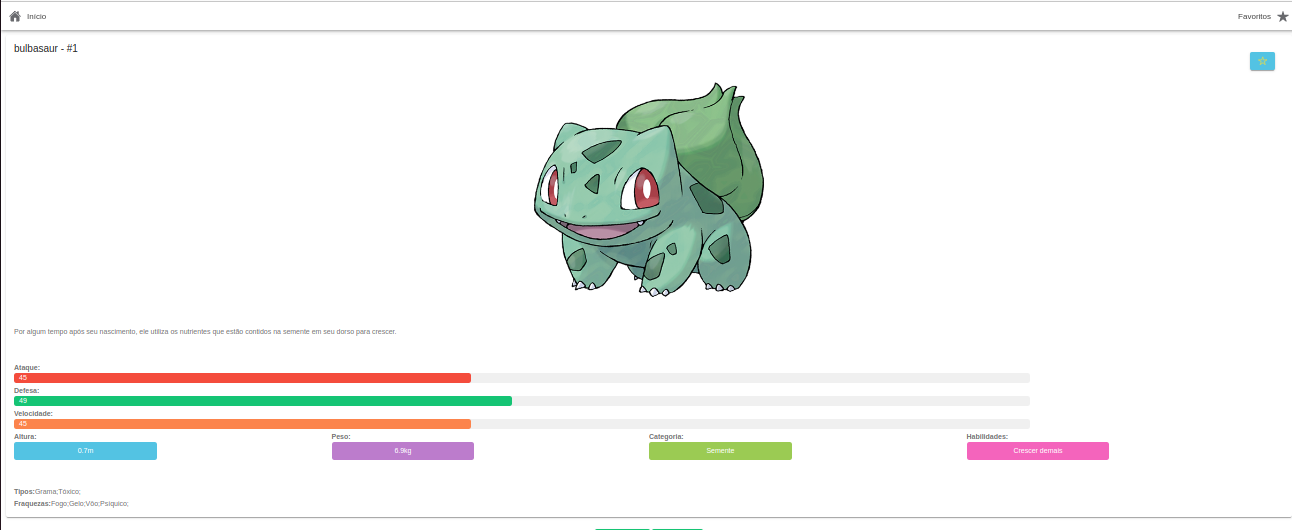 Início Favoritos
bulbasaur - #1
Por algum tempo após seu nascimento, ele utiliza os nutrientes que estão contidos na semente em seu dorso para crescer.
Ataque:
45
Defesa:
49
Velocidade:
45
Altura: Peso: Categoria: Habilidades:
0.7m 6.9kg Semente Crescer demais
Tipos:Grama;Tóxico;
Fraquezas:Fogo;Gelo;Vôo;Psíquico;